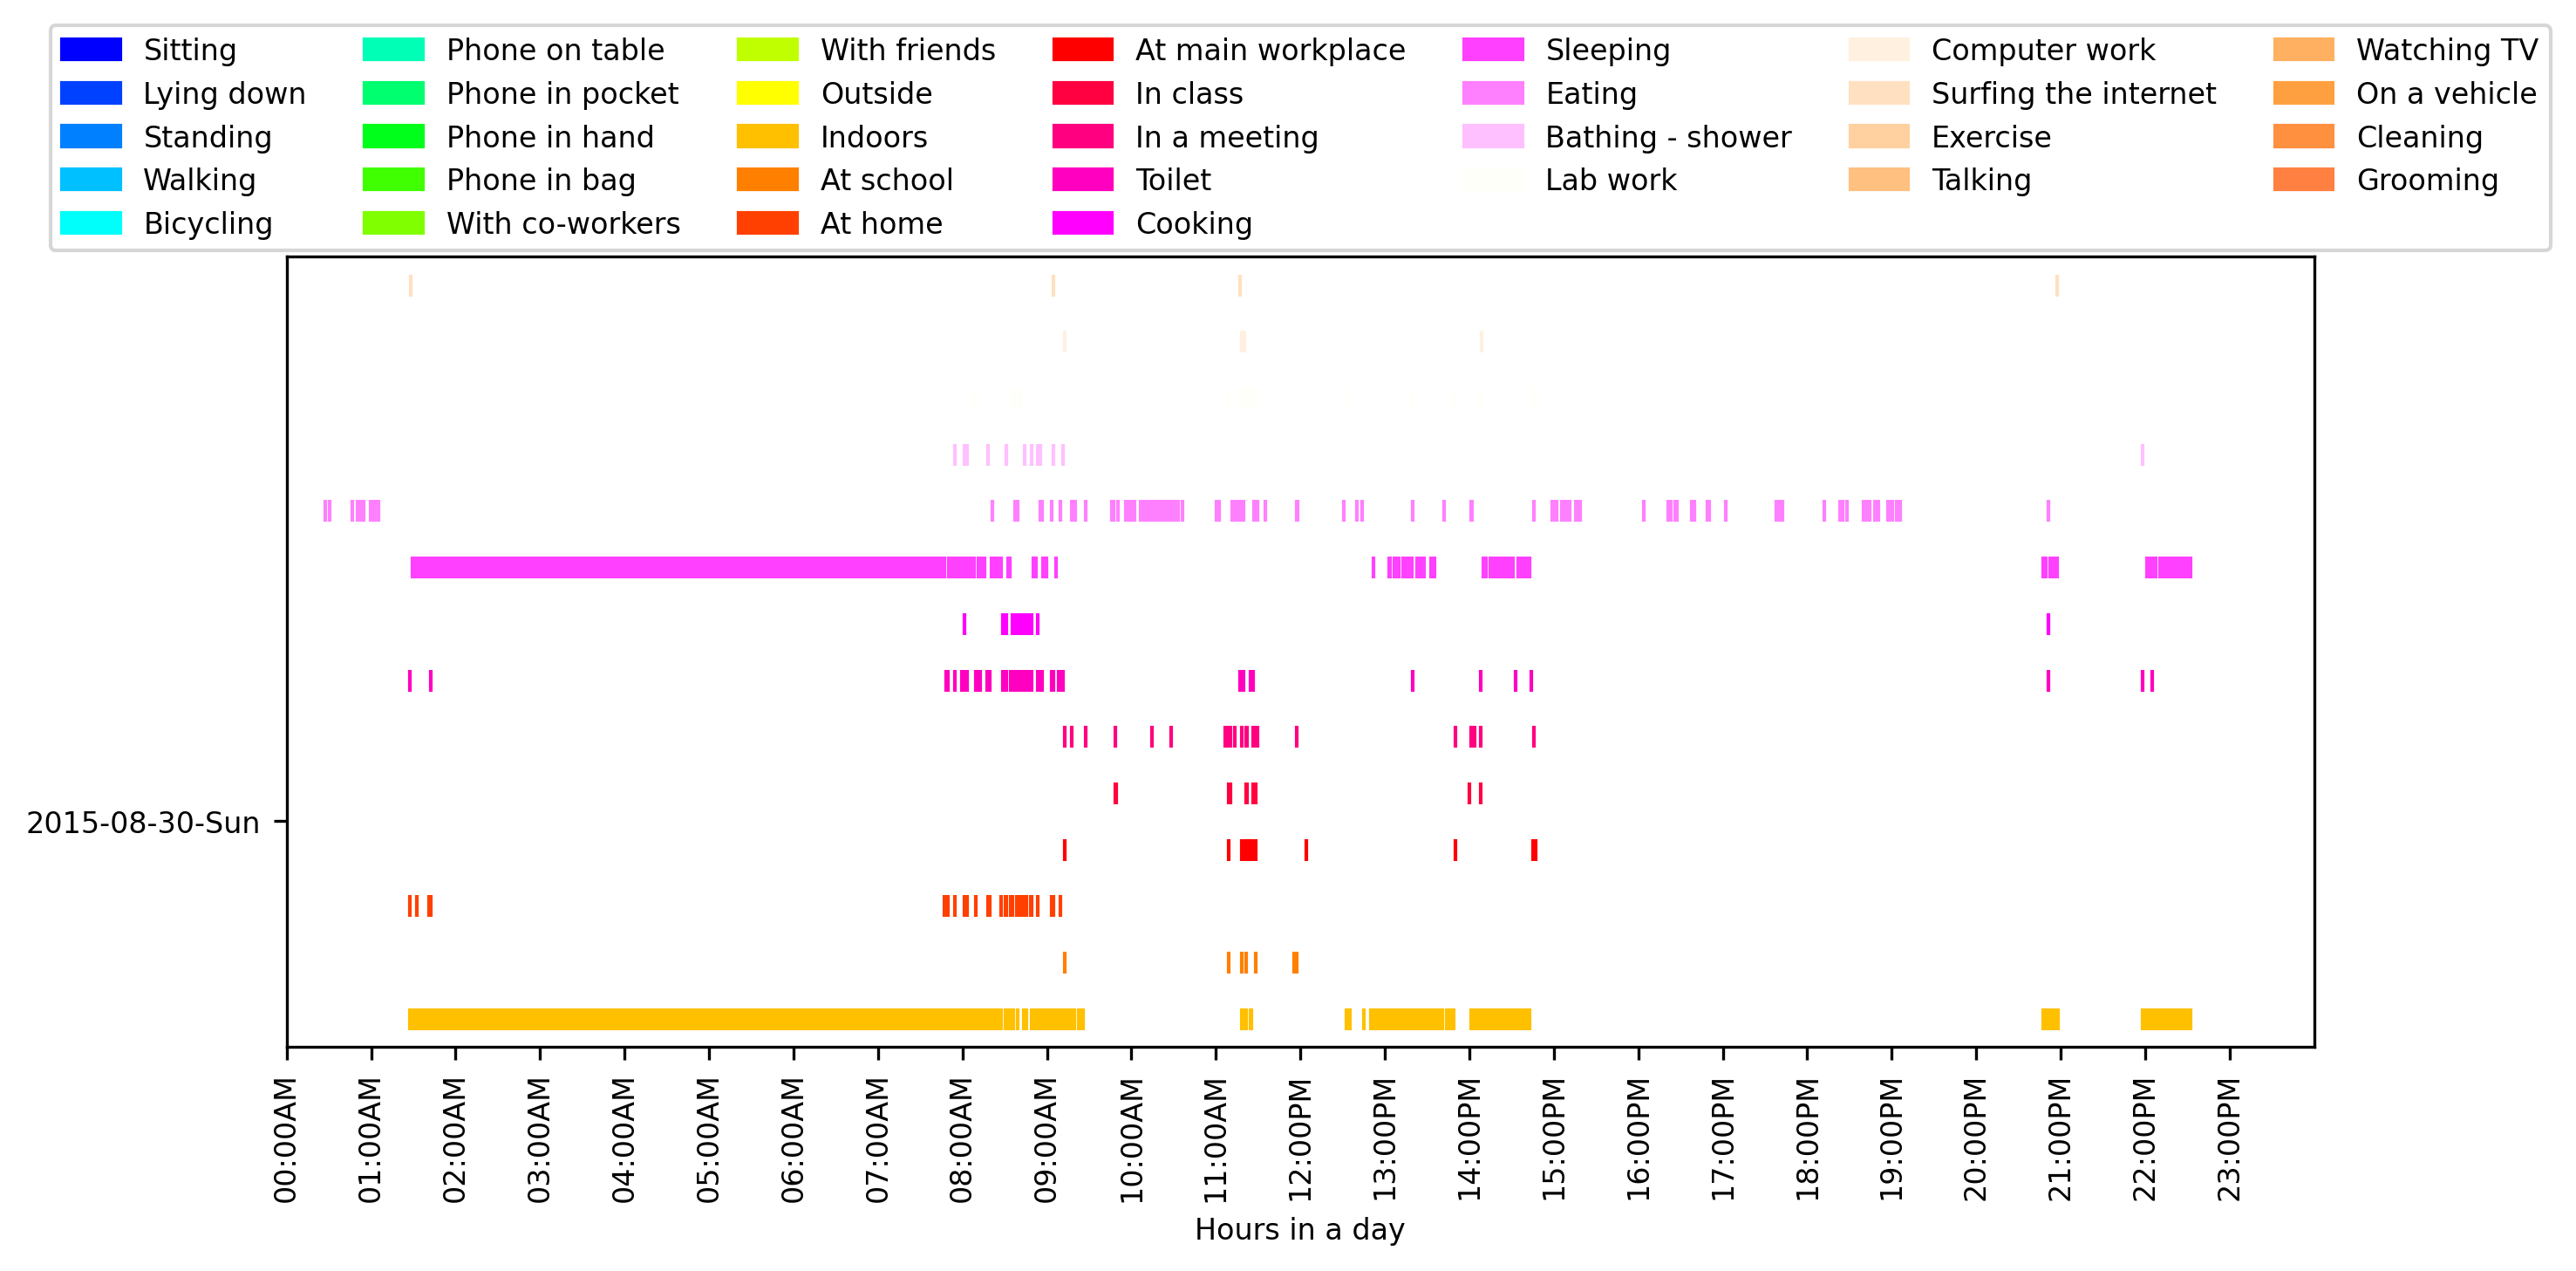 Sitting
Lying down
Standing
Walking
Bicycling
Phone on table
Phone in pocket
Phone in hand
Phone in bag
With co-workers
With friends
Outside
Indoors
At school
At home
At main workplace
In class
In a meeting
Toilet
Cooking
Sleeping
Eating
Bathing - shower
Lab work
Computer work
Surfing the internet
Exercise
Talking
Watching TV
On a vehicle
Cleaning
Grooming
2015-08-30-Sun
00:00AM
01:00AM
02:00AM
03:00AM
04:00AM
05:00AM
06:00AM
07:00AM
08:00AM
09:00AM
10:00AM
11:00AM
12:00PM
13:00PM
14:00PM
15:00PM
16:00PM
17:00PM
18:00PM
19:00PM
20:00PM
21:00PM
22:00PM
23:00PM
Hours in a day